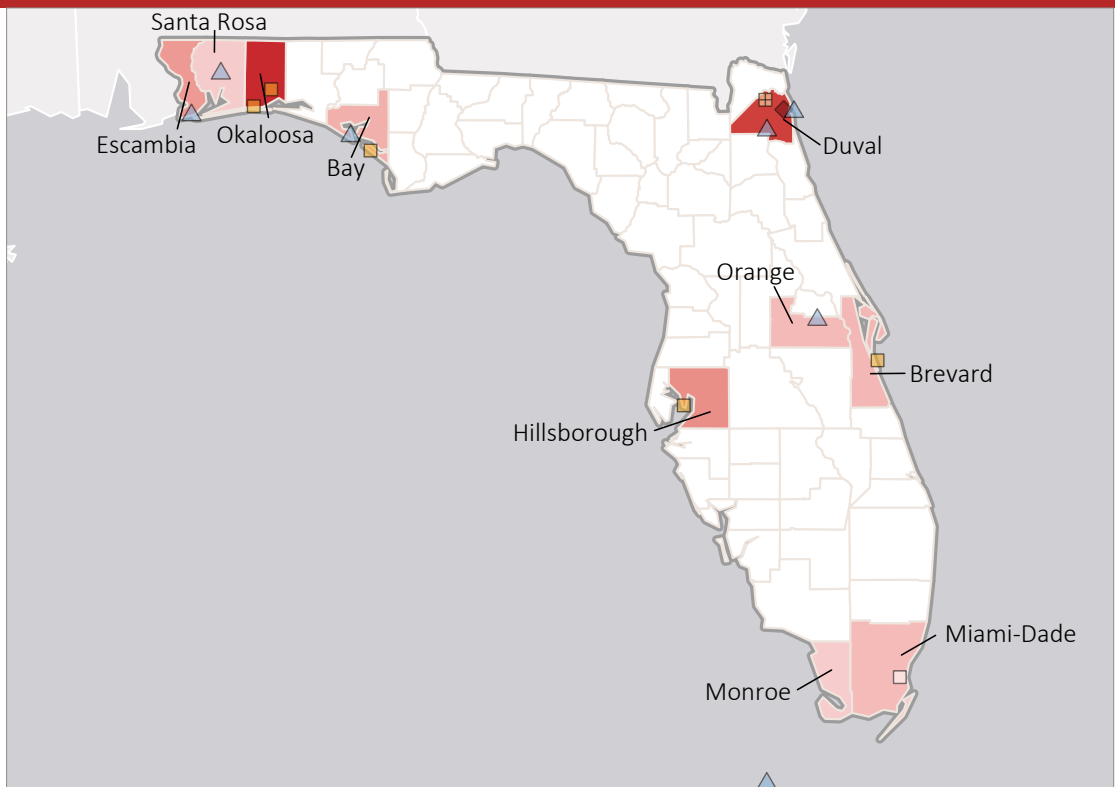 Santa Rosa
Escambia
Okaloosa
Bay
Duval
Orange
Brevard
Hillsborough
Miami-Dade
Monroe